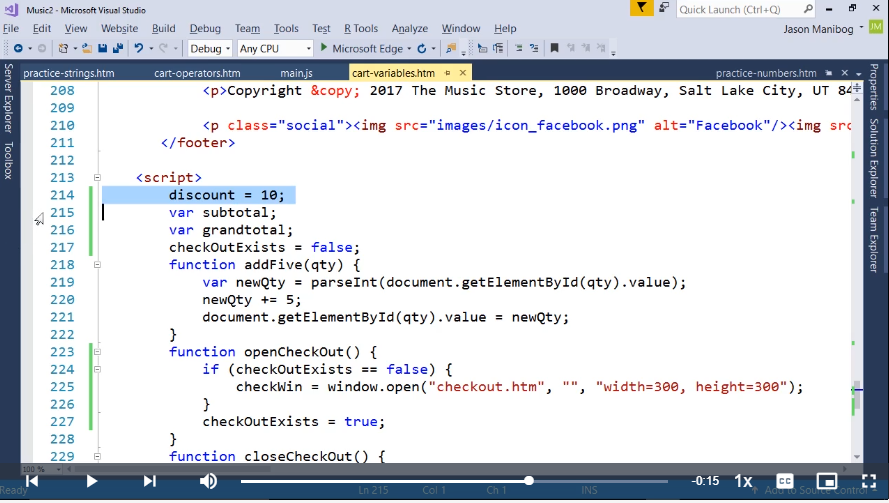 Music2 - Microsoft Visual Studio
Quick Launch (Ctrl+Q)
File Edit View Website Build Debug Team Tools Test R Tools Analyze Window Help
Jason Manibog JM
Debug Any CPU Microsoft Edge
practice-strings.htm cart-operators.htm main.js cart-variables.htm practice-numbers.htm
Server Explorer
Toolbox
Properties
Solution Explorer
Team Explorer
208 <p>Copyright &copy; 2017 The Music Store, 1000 Broadway, Salt Lake City, UT 84
209
210 <p class="social"><img src="images/icon_facebook.png" alt="Facebook"/><img src
211 </footer>
212
213 <script>
214 discount = 10;
215 var subtotal;
216 var grandtotal;
217 checkOutExists = false;
218 function addFive(qty) {
219 var newQty = parseInt(document.getElementById(qty).value);
220 newQty += 5;
221 document.getElementById(qty).value = newQty;
222 }
223 function openCheckOut() {
224 if (checkOutExists == false) {
225 checkWin = window.open("checkout.htm", "", "width=300, height=300");
226 }
227 checkOutExists = true;
228 }
229 function closeCheckOut() {
100 %
-0:15 1x CC
Ready Ln 215 Col 1 Ch 1 INS Add to Source Control